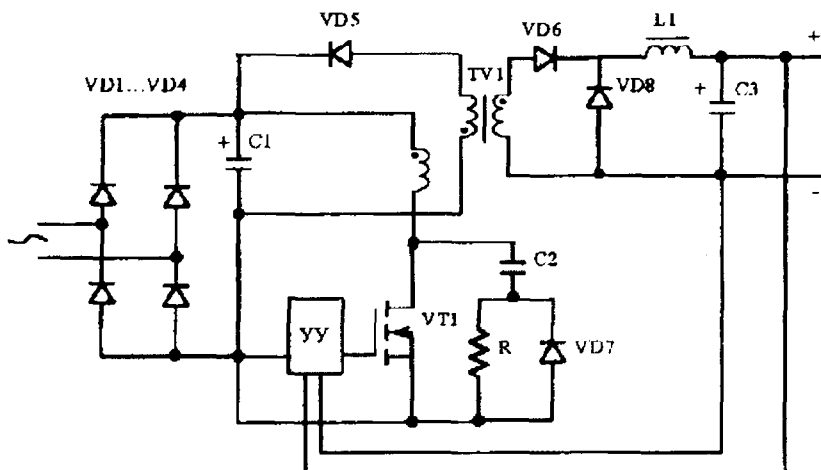 VD5
VD6
L1
+
TV1
VD1...VD4
VD8
+
C3
+
C1
-
C2
УУ
VT1
R
VD7